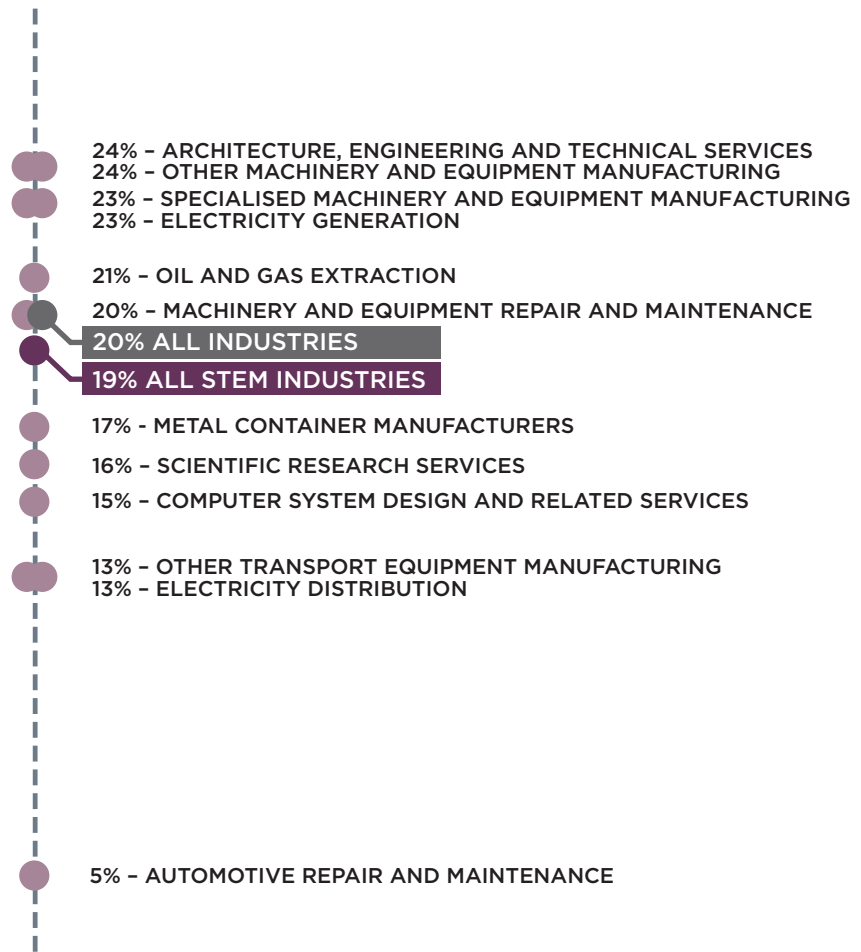 24% – ARCHITECTURE, ENGINEERING AND TECHNICAL SERVICES
24% – OTHER MACHINERY AND EQUIPMENT MANUFACTURING
23% – SPECIALISED MACHINERY AND EQUIPMENT MANUFACTURING
23% – ELECTRICITY GENERATION
21% – OIL AND GAS EXTRACTION
20% – MACHINERY AND EQUIPMENT REPAIR AND MAINTENANCE
20% ALL INDUSTRIES
19% ALL STEM INDUSTRIES
17% - METAL CONTAINER MANUFACTURERS
16% – SCIENTIFIC RESEARCH SERVICES
15% – COMPUTER SYSTEM DESIGN AND RELATED SERVICES
13% – OTHER TRANSPORT EQUIPMENT MANUFACTURING
13% – ELECTRICITY DISTRIBUTION
5% – AUTOMOTIVE REPAIR AND MAINTENANCE